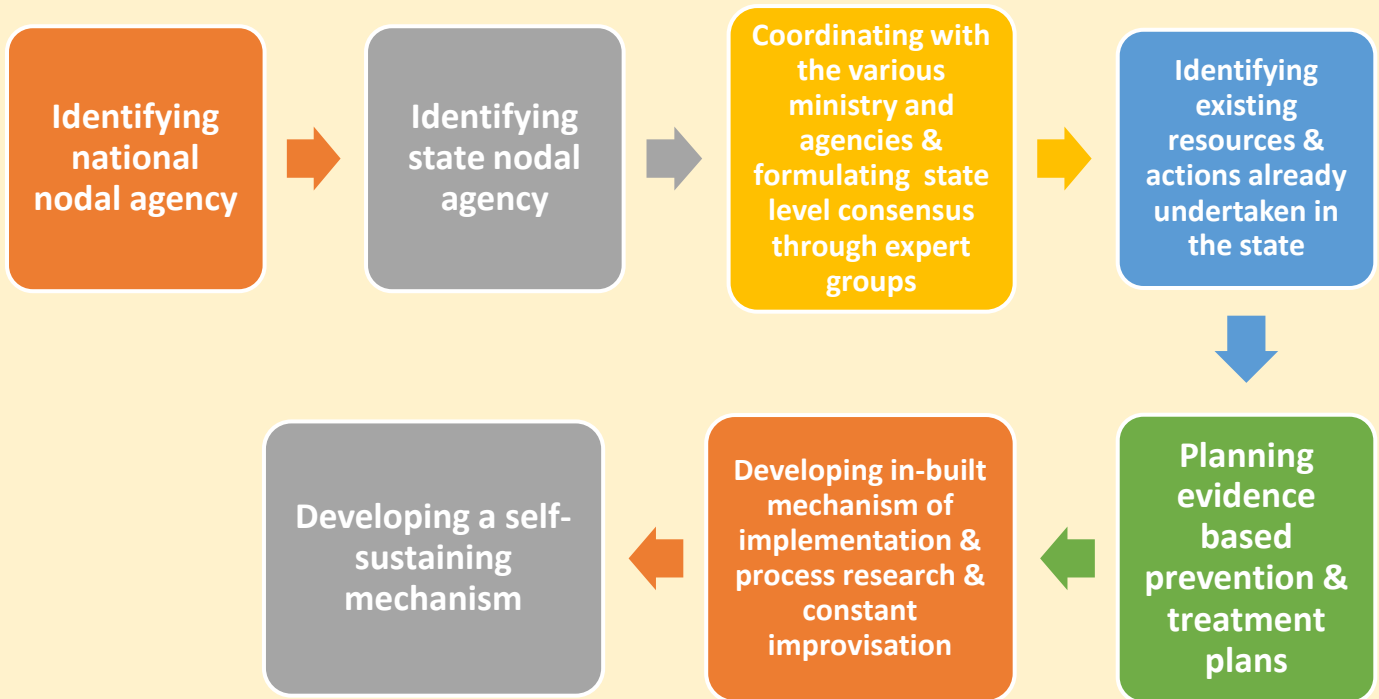 Identifying
national
nodal agency
Identifying
state nodal
agency
Coordinating with
the various
ministry and
agencies &
formulating state
level consensus
through expert
groups
Identifying
existing
resources &
actions already
undertaken in
the state
Planning
evidence
based
prevention &
treatment
plans
Developing in-built
mechanism of
implementation &
process research &
constant
improvisation
Developing a self-
sustaining
mechanism